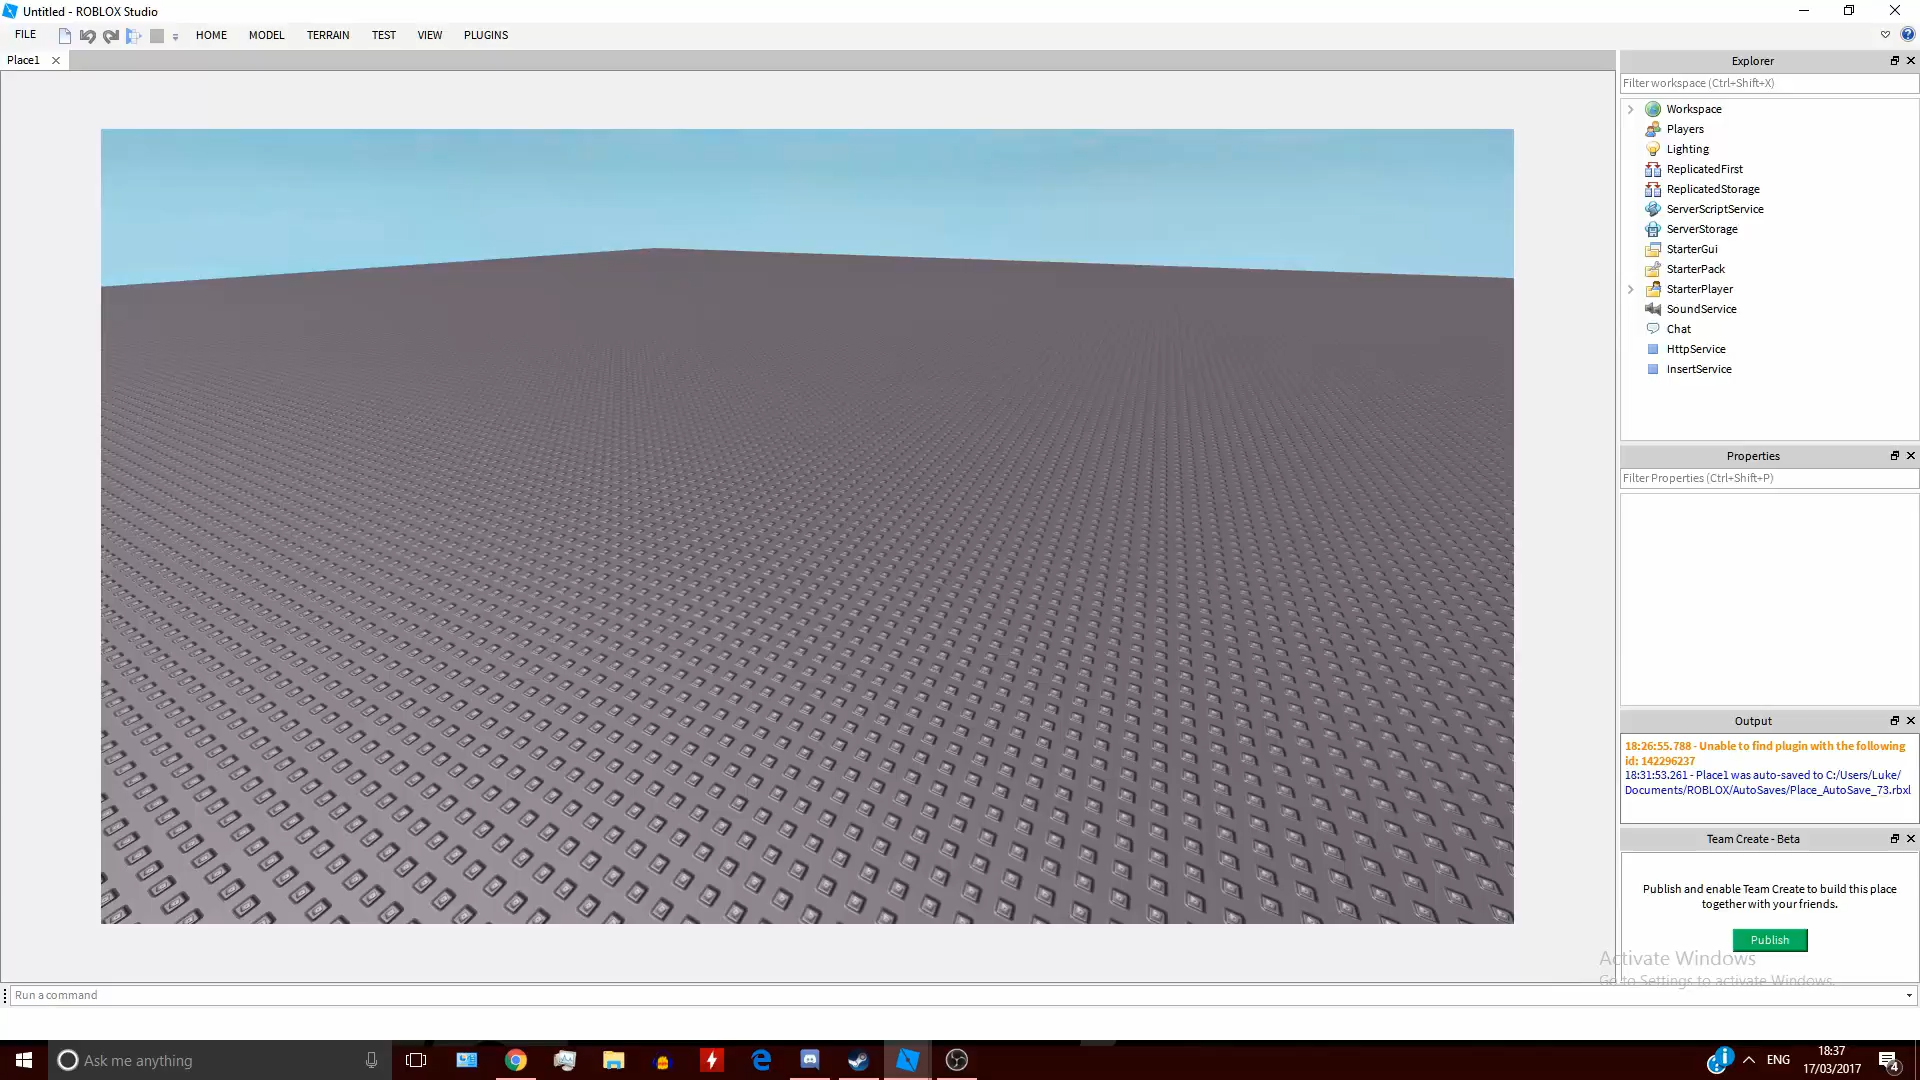 Untitled - ROBLOX Studio
FILE
HOME
MODEL
TERRAIN
TEST
VIEW
PLUGINS
Place1
Explorer
Filter workspace (Ctrl+Shift+X)
Workspace
Players
Lighting
ReplicatedFirst
ReplicatedStorage
ServerScriptService
ServerStorage
StarterGui
StarterPack
StarterPlayer
SoundService
Chat
HttpService
InsertService
Properties
Filter Properties (Ctrl+Shift+P)
Output
18:26:55.788 - Unable to find plugin with the following
id: 142296237
18:31:53.261 - Place1 was auto-saved to C:/Users/Luke/
Documents/ROBLOX/AutoSaves/Place_AutoSave_73.rbxl
Team Create - Beta
Publish and enable Team Create to build this place
together with your friends.
Publish
Activate Windows
Go to Settings to activate Windows.
Run a command
Ask me anything
ENG
18:37
17/03/2017
4